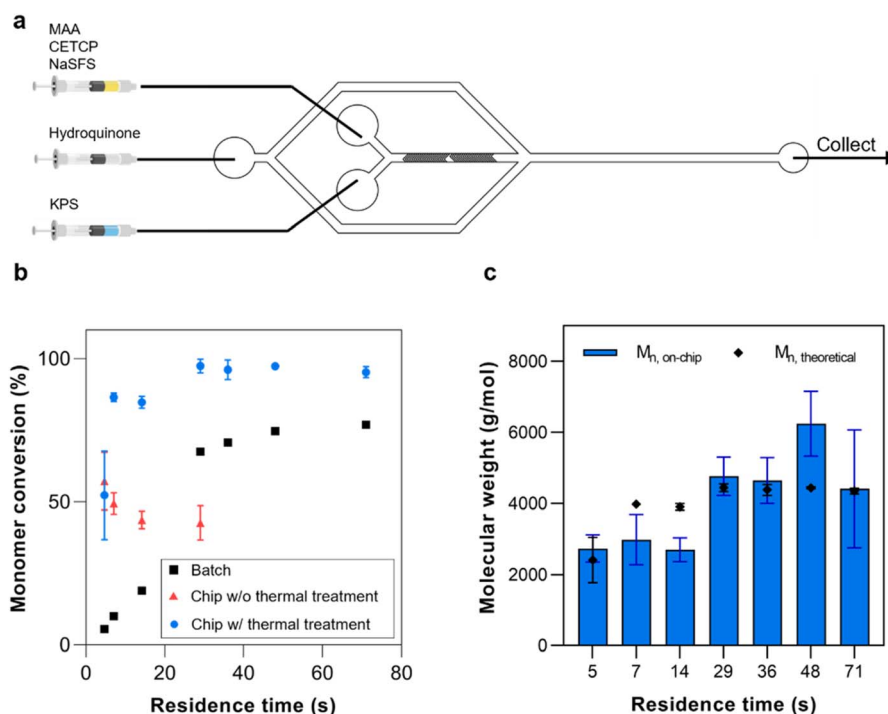 a
MAA
CETCP
NaSFS
Hydroquinone
KPS
Collect
b
Monomer conversion (%)
100
50
0
Batch
Chip w/o thermal treatment
Chip w/ thermal treatment
0 20 40 60 80
Residence time (s)
c
Molecular weight (g/mol)
8000
6000
4000
2000
0
Mn, on-chip Mn, theoretical
5 7 14 29 36 48 71
Residence time (s)